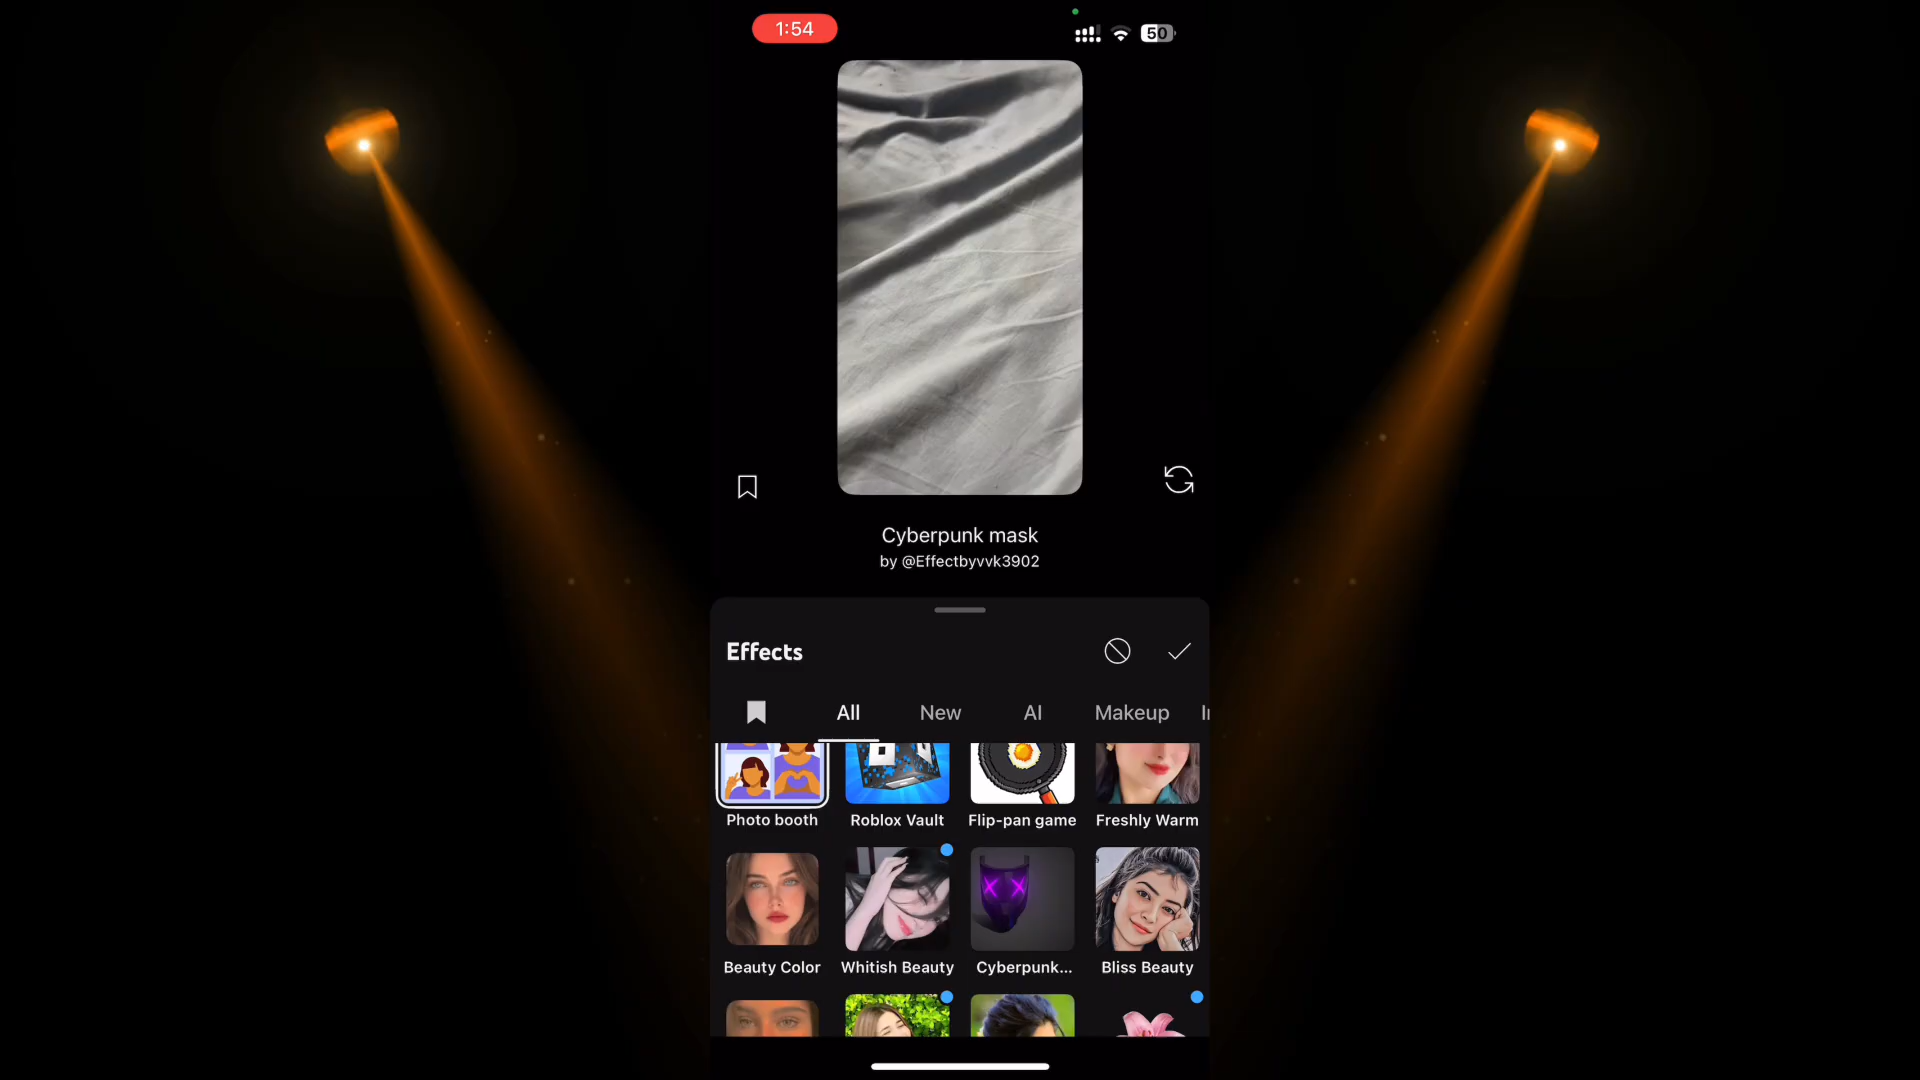 1:54
50
Cyberpunk mask
by @Effectbyvvk3902
Effects
All New AI Makeup
Photo booth Roblox Vault Flip-pan game Freshly Warm
Beauty Color Whitish Beauty Cyberpunk... Bliss Beauty